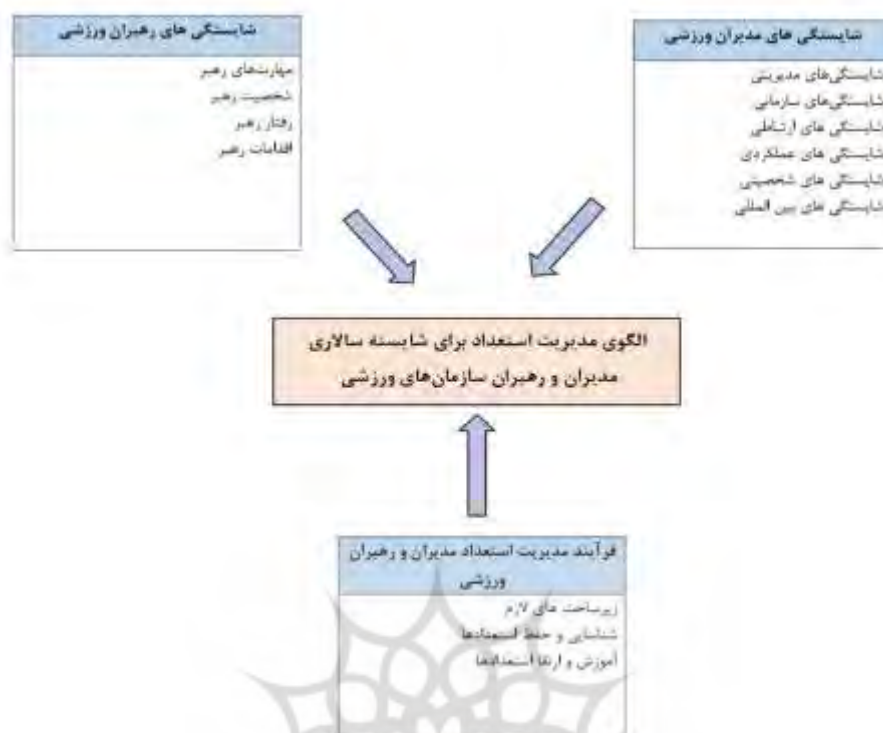 شایستگی های مدیران ورزشی
شایستگی‌های مدیریتی
شایستگی‌های سازمانی
شایستگی های ارتباطی
شایستگی های عملکردی
شایستگی های شخصیتی
شایستگی های بین المللی
شایستگی های رهبران ورزشی
مهارت‌های رهبر
شخصیت رهبر
رفتار رهبر
اقدامات رهبر
الگوی مدیریت استعداد برای شایسته سالاری
مدیران و رهبران سازمان‌های ورزشی
فرآیند مدیریت استعداد مدیران و رهبران
ورزشی
زیرساخت های لازم
شناسایی و حفظ استعدادها
آموزش و ارتقا استعدادها